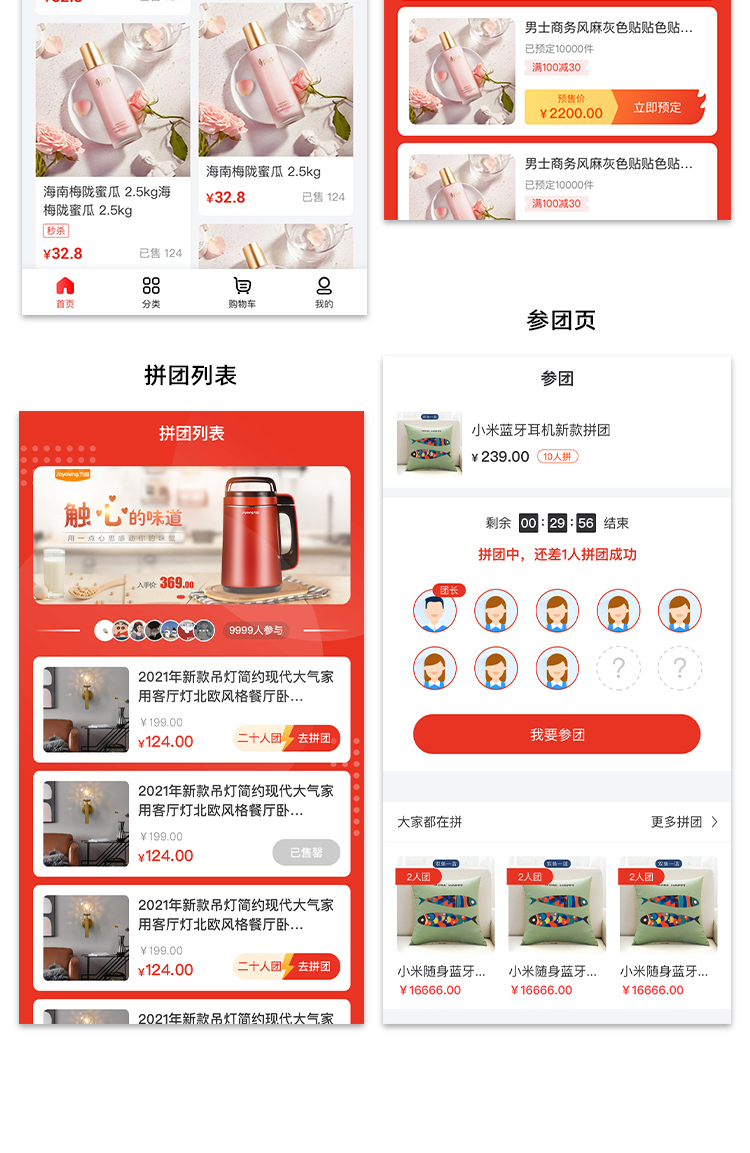 海南梅陇蜜瓜 2.5kg海
梅陇蜜瓜 2.5kg
秒杀
¥32.8
已售 124
海南梅陇蜜瓜 2.5kg
¥32.8
已售 124
首页
分类
购物车
我的
男士商务风麻灰色贴贴色贴...
已预定10000件
满100减30
预售价
¥2200.00
立即预定
男士商务风麻灰色贴贴色贴...
已预定10000件
满100减30
拼团列表
拼团列表
Joyoung九阳
触心的味道
用一点心思感动你的味蕾
入手价: 369.00
Joyoung
9999人参与
2021年新款吊灯简约现代大气家
用客厅灯北欧风格餐厅卧...
¥199.00
¥124.00
二十人团
去拼团
2021年新款吊灯简约现代大气家
用客厅灯北欧风格餐厅卧...
¥199.00
¥124.00
已售罄
2021年新款吊灯简约现代大气家
用客厅灯北欧风格餐厅卧...
¥199.00
¥124.00
二十人团
去拼团
2021年新款吊灯简约现代大气家
参团页
参团
小米蓝牙耳机新款拼团
¥239.00
10人拼
剩余 00:29:56 结束
拼团中，还差1人拼团成功
团长
?
?
我要参团
大家都在拼
更多拼团
2人团
小米随身蓝牙...
¥16666.00
2人团
小米随身蓝牙...
¥16666.00
2人团
小米随身蓝牙...
¥16666.00